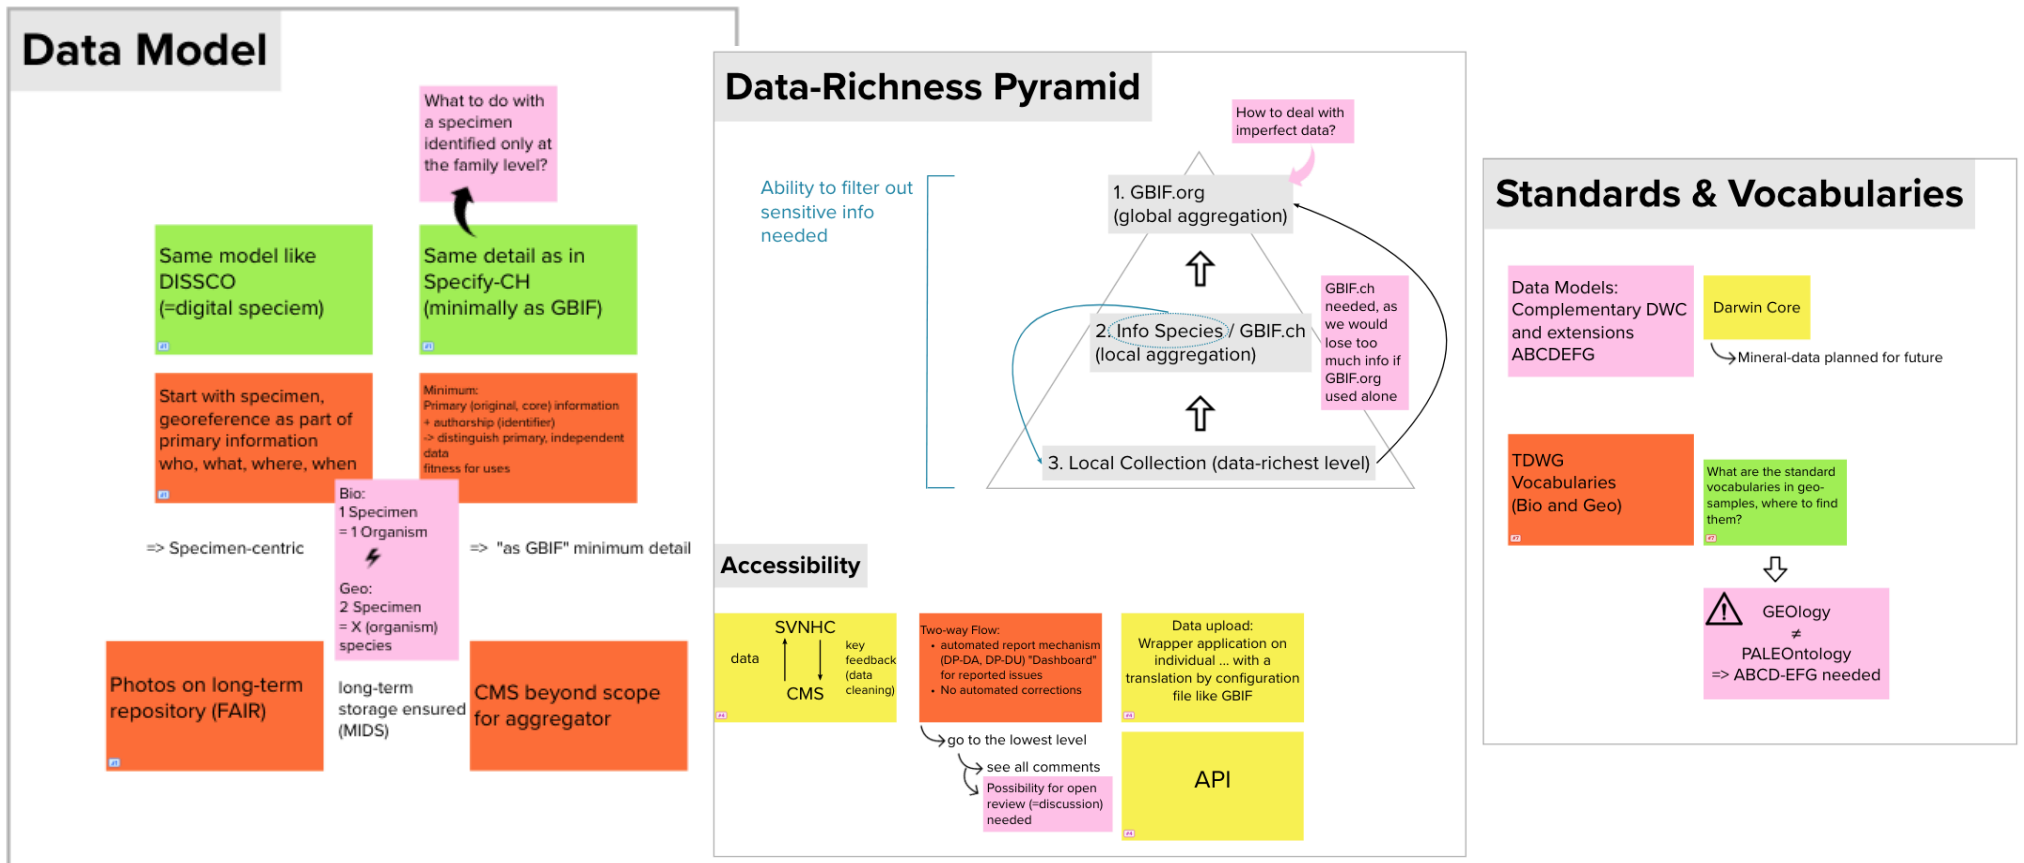 Data Model
What to do with
a specimen
identified only at
the family level?
Same model like
DISSCO
(=digital speciem)
#1
Same detail as in
Specify-CH
(minimally as GBIF)
#1
Start with specimen,
georeference as part of
primary information
who, what, where, when
#1
Minimum:
Primary (original, core) information
+ authorship (identifier)
-> distinguish primary, independent
data
fitness for uses
Bio:
1 Specimen
= 1 Organism
Geo:
2 Specimen
= X (organism)
species
=> Specimen-centric
=> "as GBIF" minimum detail
Photos on long-term
repository (FAIR)
#1
long-term
storage ensured
(MIDS)
CMS beyond scope
for aggregator
Data-Richness Pyramid
How to deal with
imperfect data?
Ability to filter out
sensitive info
needed
1. GBIF.org
(global aggregation)
GBIF.ch
needed, as
we would
lose too
much info if
GBIF.org
used alone
2. Info Species / GBIF.ch
(local aggregation)
3. Local Collection (data-richest level)
Accessibility
SVNHC
data
key
feedback
(data
cleaning)
CMS
#4
Two-way Flow:
• automated report mechanism
(DP-DA, DP-DU) "Dashboard"
for reported issues
• No automated corrections
go to the lowest level
see all comments
Possibility for open
review (=discussion)
needed
Data upload:
Wrapper application on
individual ... with a
translation by configuration
file like GBIF
#4
API
#4
Standards & Vocabularies
Data Models:
Complementary DWC
and extensions
ABCDEFG
Darwin Core
Mineral-data planned for future
TDWG
Vocabularies
(Bio and Geo)
#7
What are the standard
vocabularies in geo-
samples, where to find
them?
#7
GEOlogy
≠
PALEOntology
=> ABCD-EFG needed